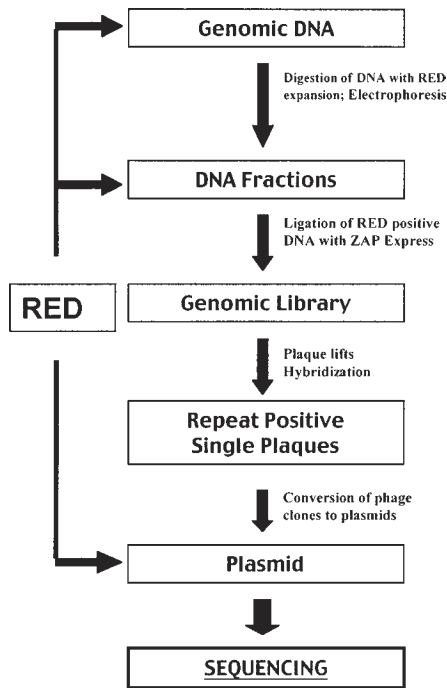 Genomic DNA
Digestion of DNA with RED
expansion; Electrophoresis
DNA Fractions
Ligation of RED positive
DNA with ZAP Express
RED
Genomic Library
Plaque lifts
Hybridization
Repeat Positive
Single Plaques
Conversion of phage
clones to plasmids
Plasmid
SEQUENCING